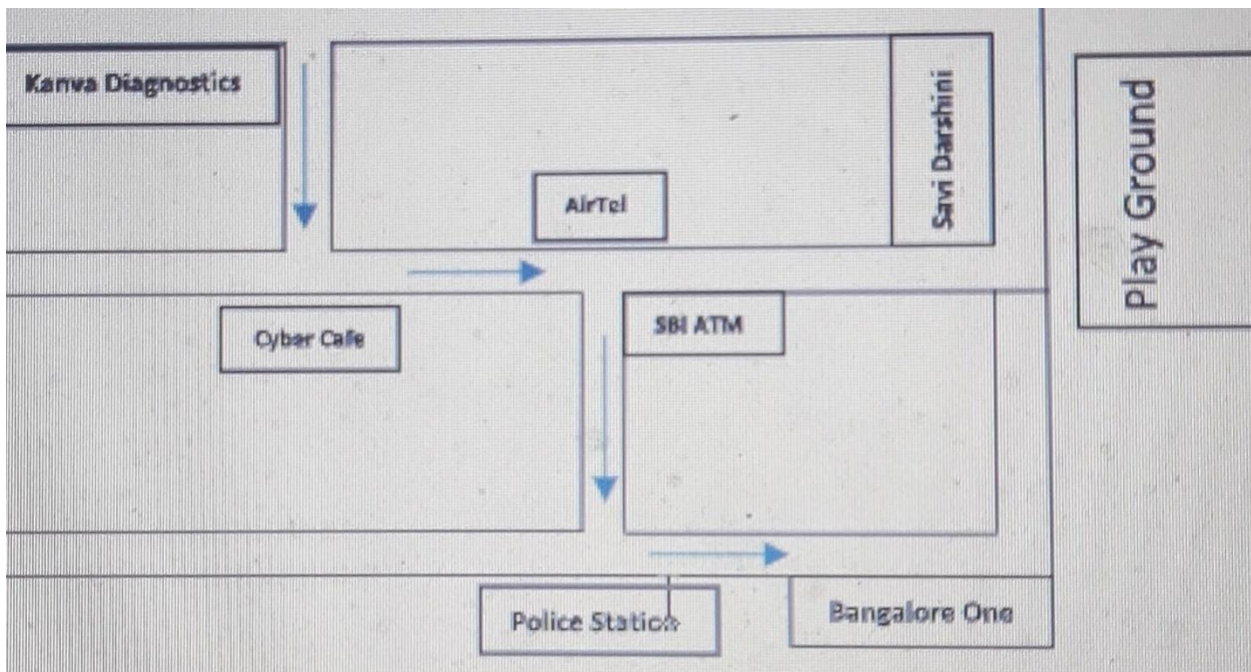 Kanva Diagnostics
Savi Darshini
Play Ground
AirTel
Cyber Cafe
SBI ATM
Police Station
Bangalore One